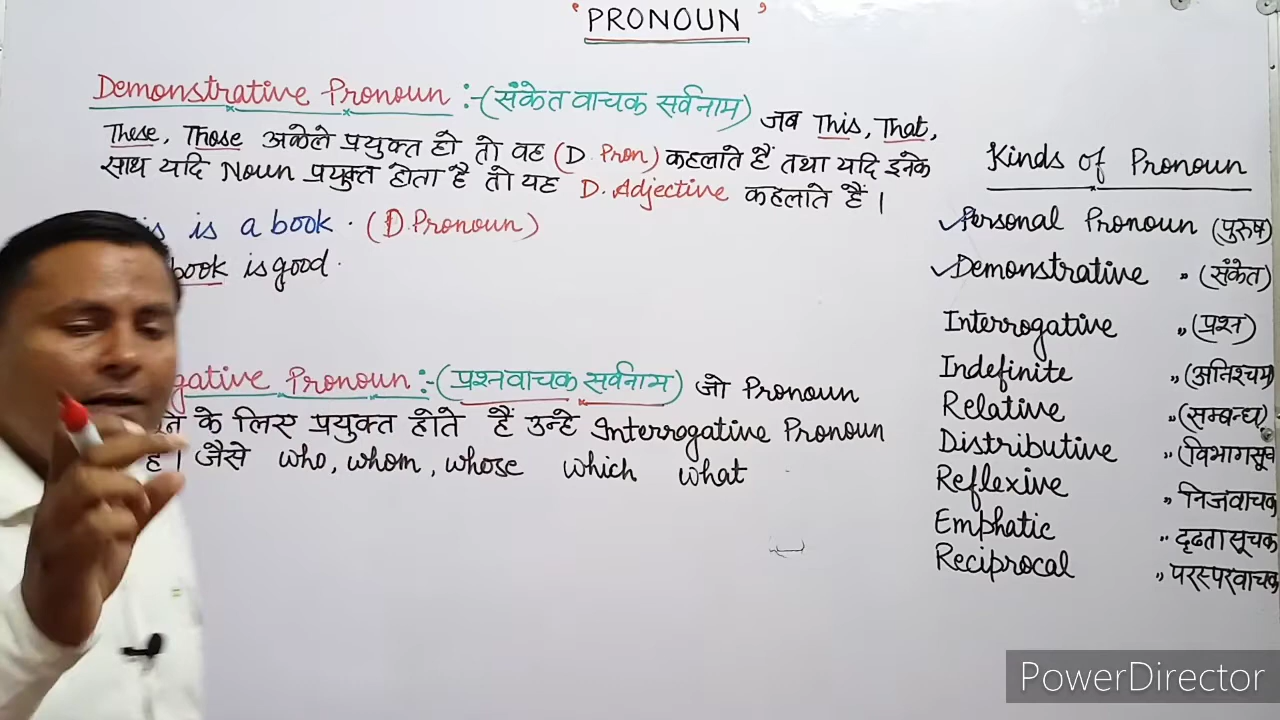 ' PRONOUN '
Demonstrative Pronoun :- (संकेत वाचक सर्वनाम) जब This, That,
These, Those अकेले प्रयुक्त हो तो वह (D. Pron) कहलाते हैं तथा यदि इनके
साथ यदि Noun प्रयुक्त होता है तो यह D. Adjective कहलाते हैं।
is a book. (D.Pronoun)
book is good.
gative Pronoun :- (प्रश्नवाचक सर्वनाम) जो Pronoun
के लिए प्रयुक्त होते हैं उन्हे Interrogative Pronoun
है। जैसे who, whom, whose which what
Kinds of Pronoun
✓Personal Pronoun (पुरुष)
✓Demonstrative " (संकेत)
Interrogative " (प्रश्न)
Indefinite " (अनिश्चय)
Relative " (सम्बन्ध)
Distributive " (विभागसूच
Reflexive " निजवाचक
Emphatic " दृढतासूचक
Reciprocal " परस्परवाचक
PowerDirector